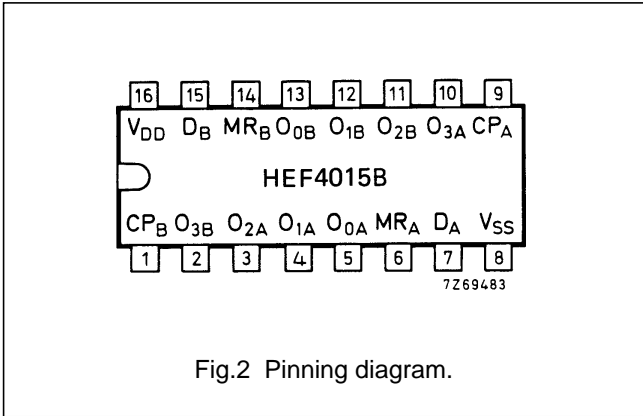 16 15 14 13 12 11 10 9
VDD DB MRB O0B O1B O2B O3A CPA
HEF4015B
CPB O3B O2A O1A O0A MRA DA VSS
1 2 3 4 5 6 7 8
7Z69483
Fig.2 Pinning diagram.